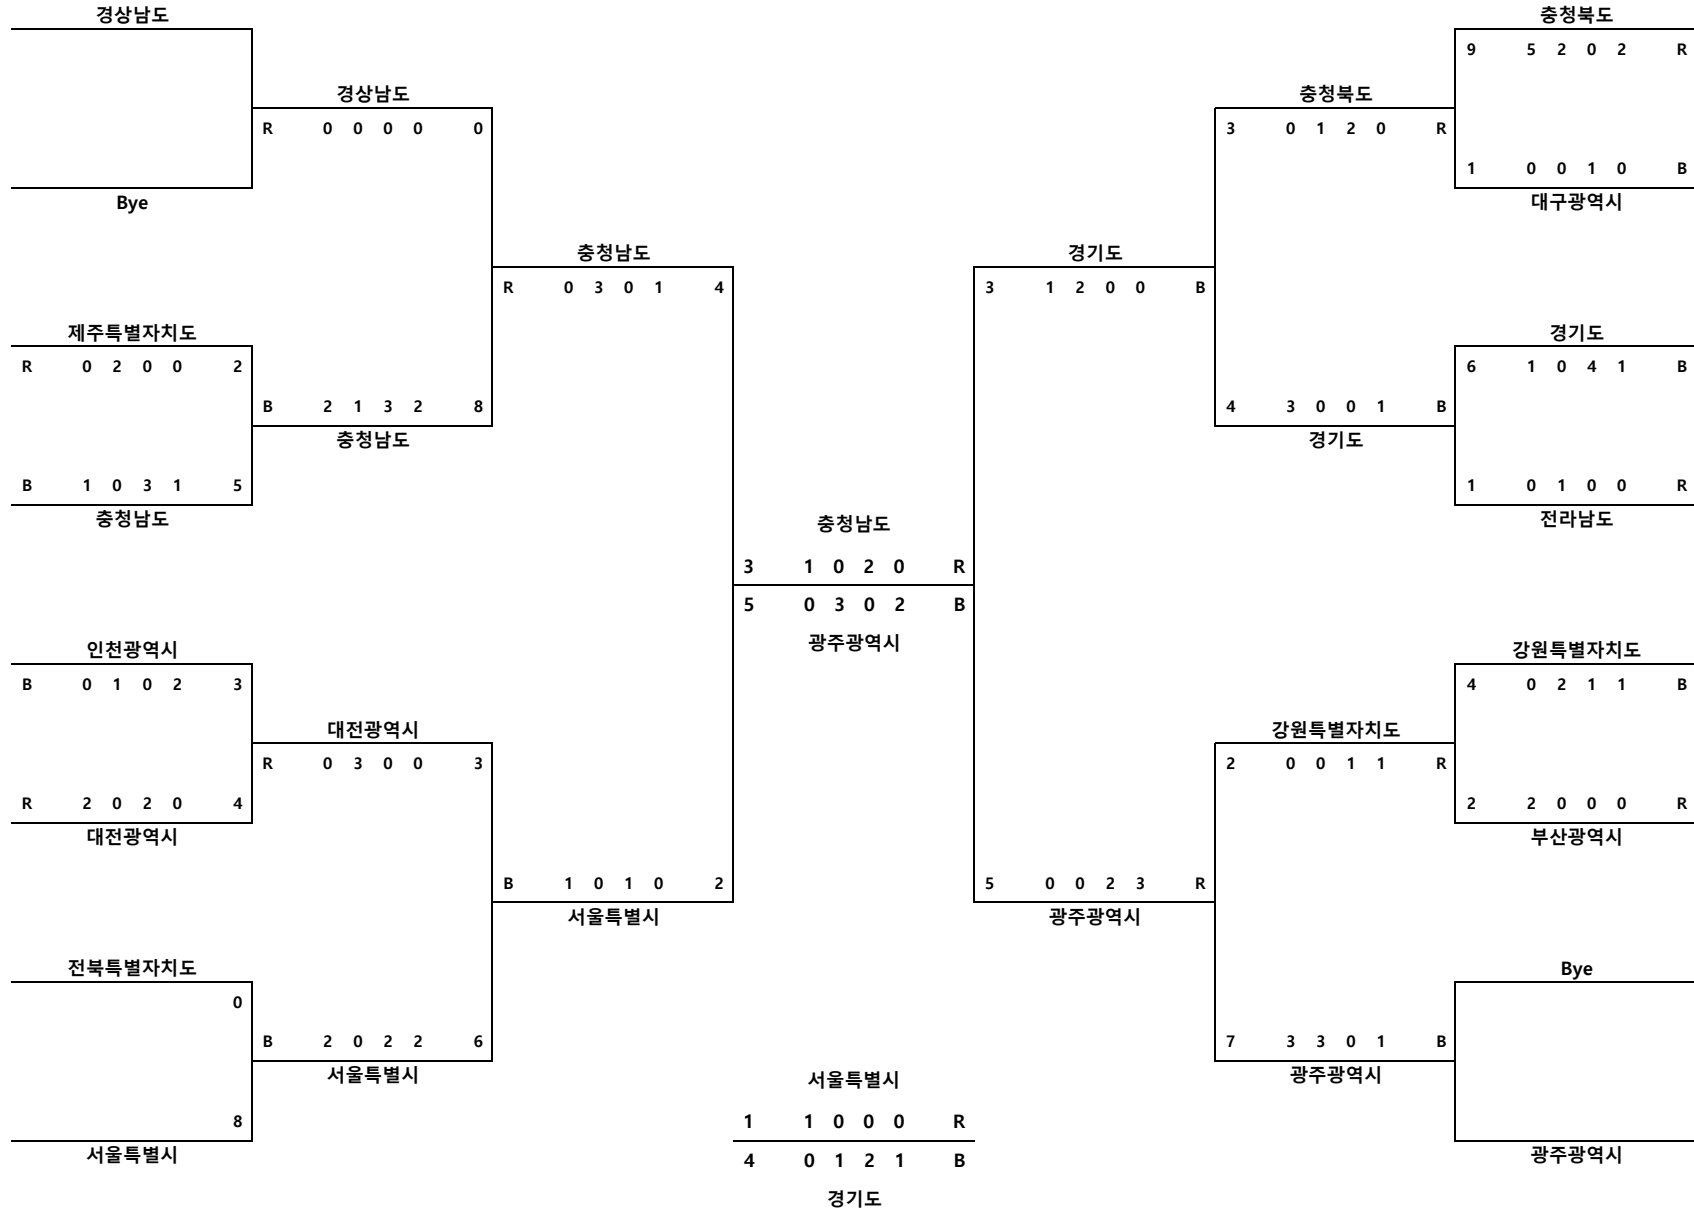 경상남도
충청북도
9 5 2 0 2 R
경상남도
충청북도
R 0 0 0 0 0
3 0 1 2 0 R
1 0 0 1 0 B
Bye
대구광역시
충청남도
경기도
R 0 3 0 1 4
3 1 2 0 0 B
제주특별자치도
경기도
R 0 2 0 0 2
6 1 0 4 1 B
B 2 1 3 2 8
4 3 0 0 1 B
충청남도
경기도
B 1 0 3 1 5
1 0 1 0 0 R
충청남도
전라남도
충청남도
3 1 0 2 0 R
5 0 3 0 2 B
광주광역시
인천광역시
강원특별자치도
B 0 1 0 2 3
4 0 2 1 1 B
대전광역시
강원특별자치도
R 0 3 0 0 3
2 0 0 1 1 R
R 2 0 2 0 4
2 2 0 0 0 R
대전광역시
부산광역시
B 1 0 1 0 2
5 0 0 2 3 R
서울특별시
광주광역시
전북특별자치도
Bye
0
B 2 0 2 2 6
7 3 3 0 1 B
서울특별시
광주광역시
서울특별시
8
1 1 0 0 0 R
서울특별시
광주광역시
4 0 1 2 1 B
경기도